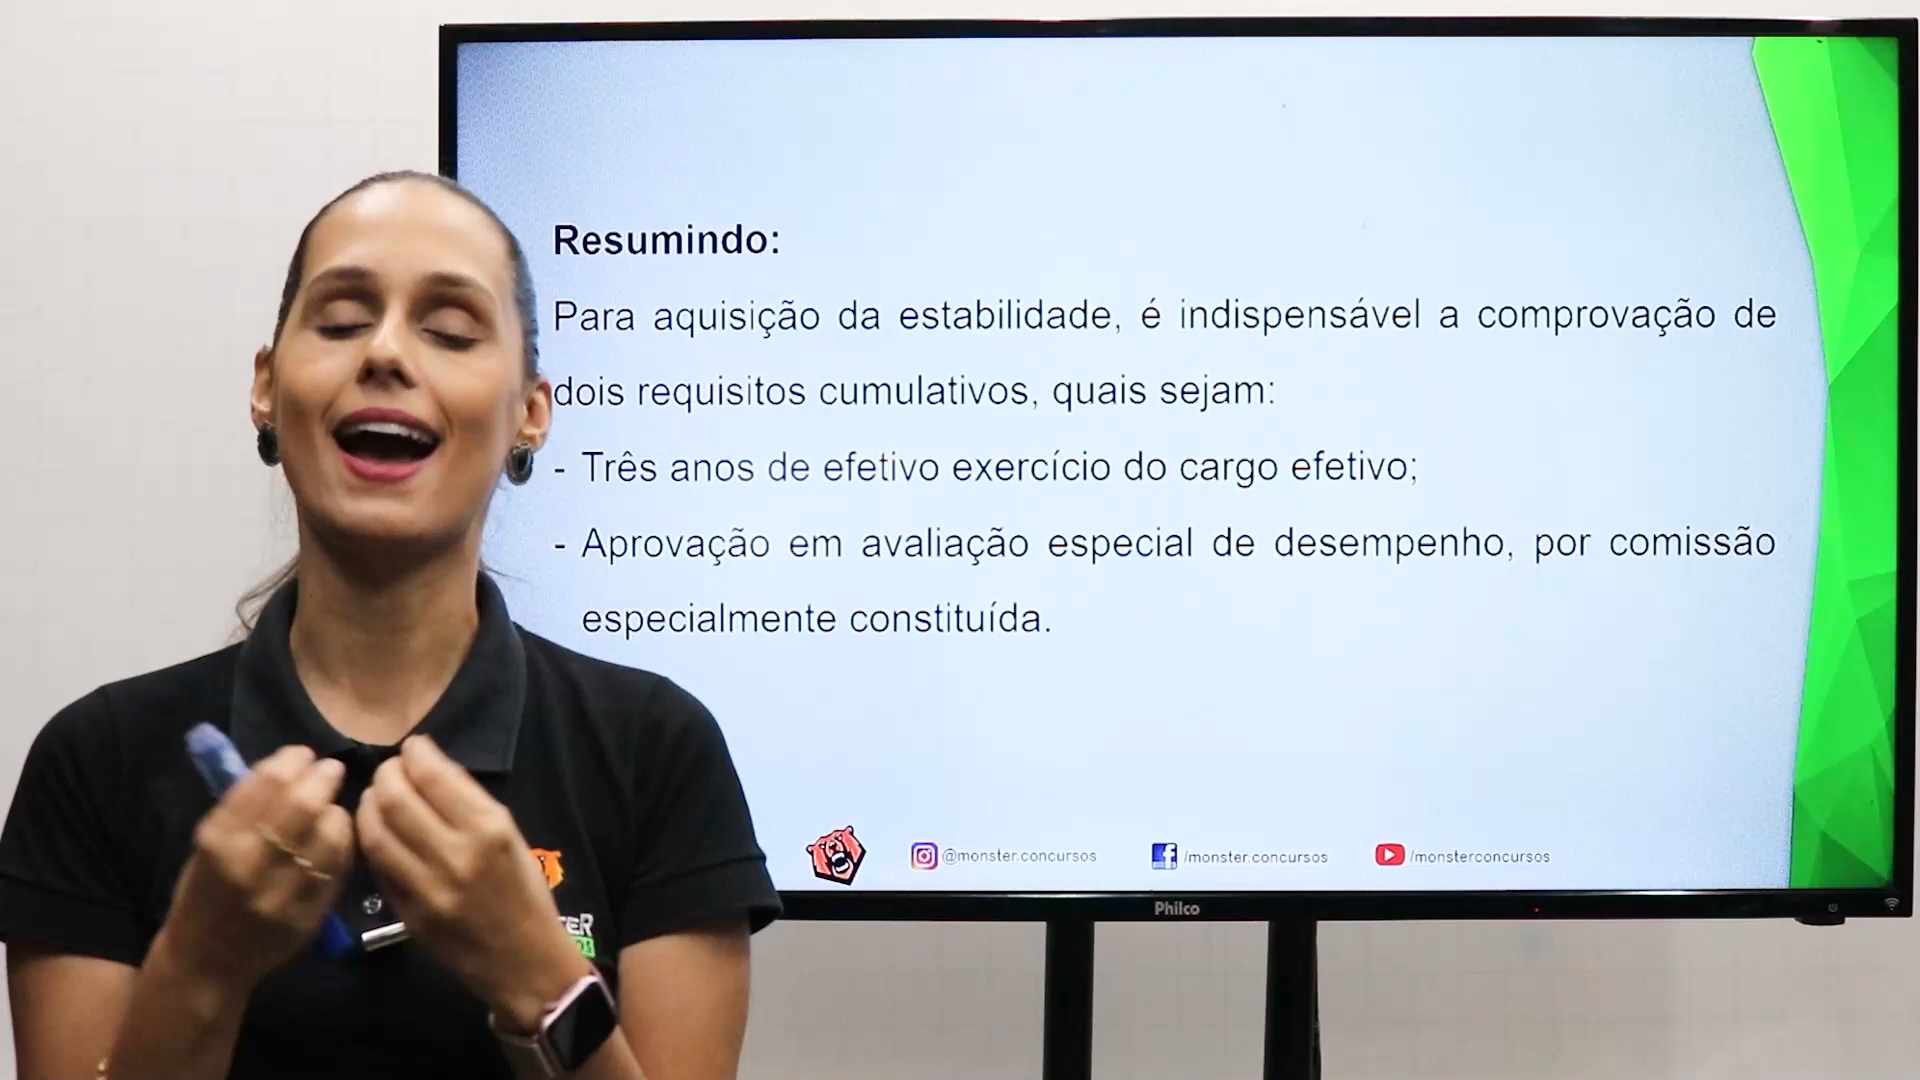 Resumindo:
Para aquisição da estabilidade, é indispensável a comprovação de
dois requisitos cumulativos, quais sejam:
- Três anos de efetivo exercício do cargo efetivo;
- Aprovação em avaliação especial de desempenho, por comissão
especialmente constituída.
@monster.concursos
/monster.concursos
/monsterconcursos
Philco